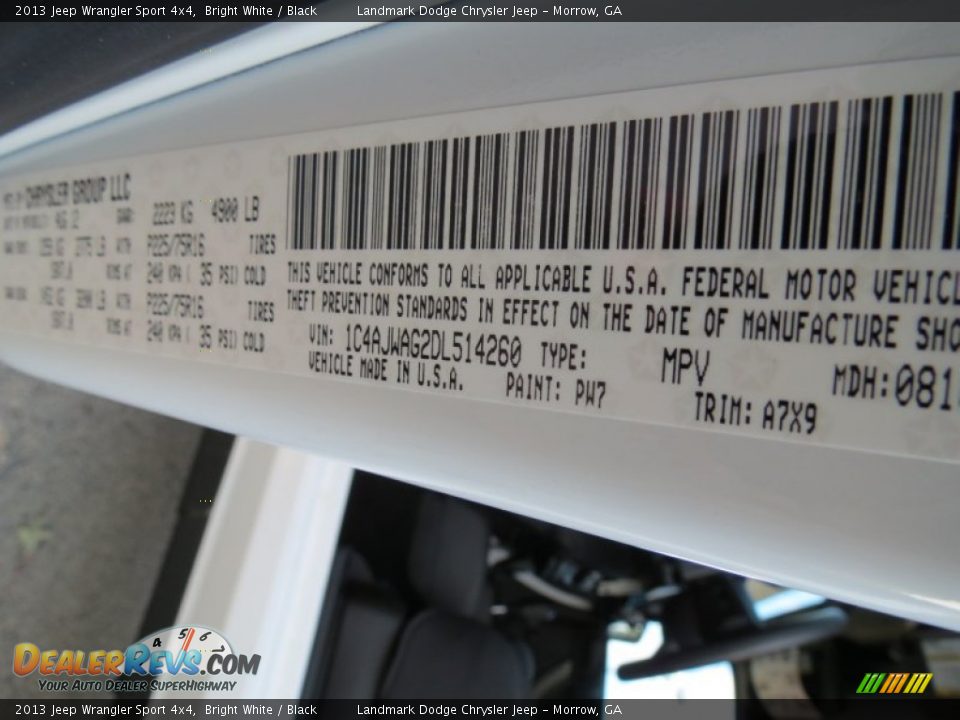 2013 Jeep Wrangler Sport 4x4, Bright White / Black Landmark Dodge Chrysler Jeep - Morrow, GA
CHRYSLER GROUP LLC
2223 KG 4900 LB
P225/75R16 TIRES
240 KPA ( 35 PSI) COLD
P225/75R16 TIRES
240 KPA ( 35 PSI) COLD
THIS VEHICLE CONFORMS TO ALL APPLICABLE U.S.A. FEDERAL MOTOR VEHICL
THEFT PREVENTION STANDARDS IN EFFECT ON THE DATE OF MANUFACTURE SHO
VIN: 1C4AJWAG2DL514260 TYPE: MPV MDH: 081
VEHICLE MADE IN U.S.A. PAINT: PW7 TRIM: A7X9
4 5 6
DEALERREVS.COM
YOUR AUTO DEALER SUPERHIGHWAY
2013 Jeep Wrangler Sport 4x4, Bright White / Black Landmark Dodge Chrysler Jeep - Morrow, GA